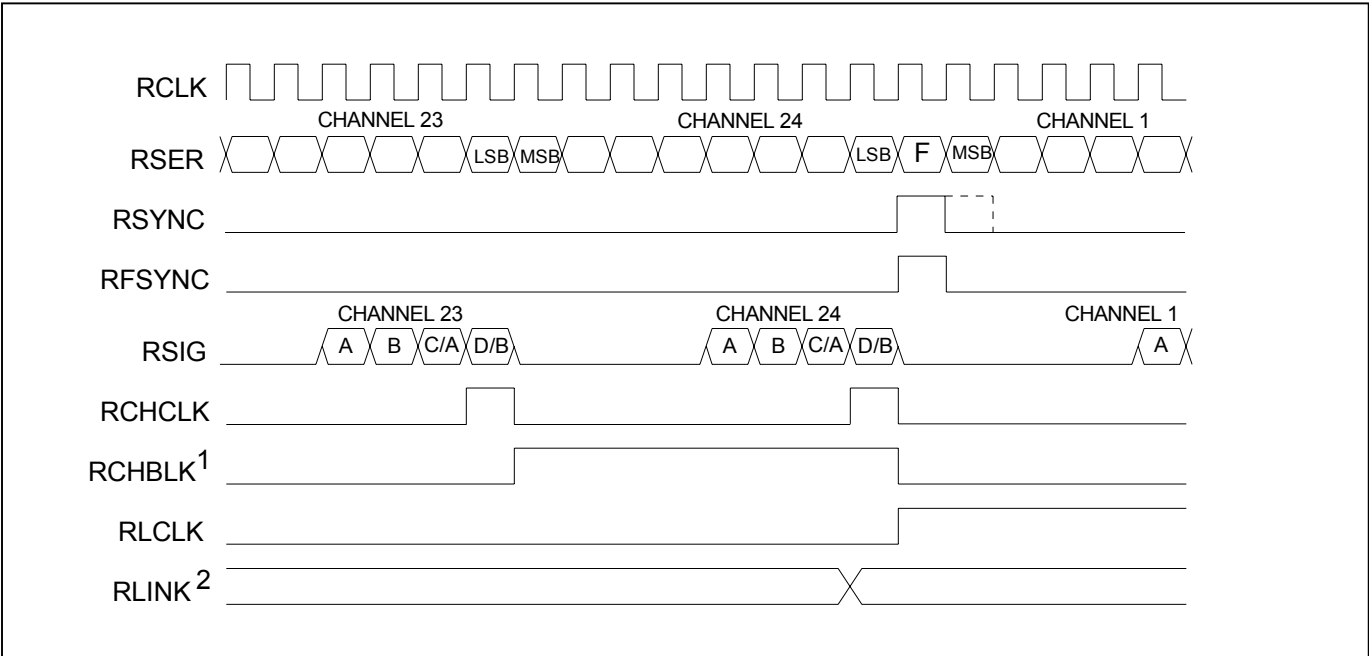 RCLK
CHANNEL 23 CHANNEL 24 CHANNEL 1
RSER LSB MSB LSB F MSB
RSYNC
RFSYNC
CHANNEL 23 CHANNEL 24 CHANNEL 1
RSIG A B C/A D/B A B C/A D/B A
RCHCLK
RCHBLK1
RLCLK
RLINK2